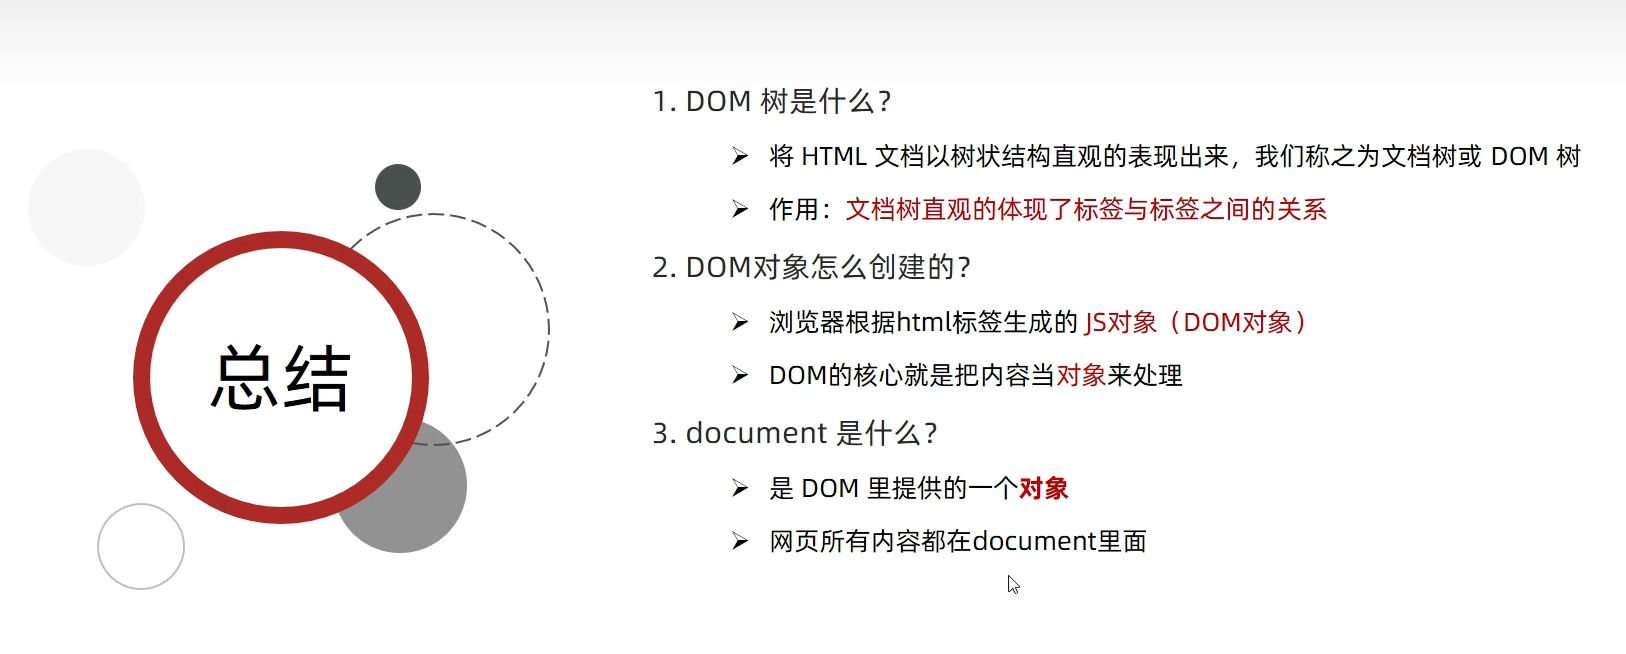 总结
1. DOM 树是什么？
➢ 将 HTML 文档以树状结构直观的表现出来，我们称之为文档树或 DOM 树
➢ 作用：文档树直观的体现了标签与标签之间的关系
2. DOM对象怎么创建的？
➢ 浏览器根据html标签生成的 JS对象（DOM对象）
➢ DOM的核心就是把内容当对象来处理
3. document 是什么？
➢ 是 DOM 里提供的一个对象
➢ 网页所有内容都在document里面